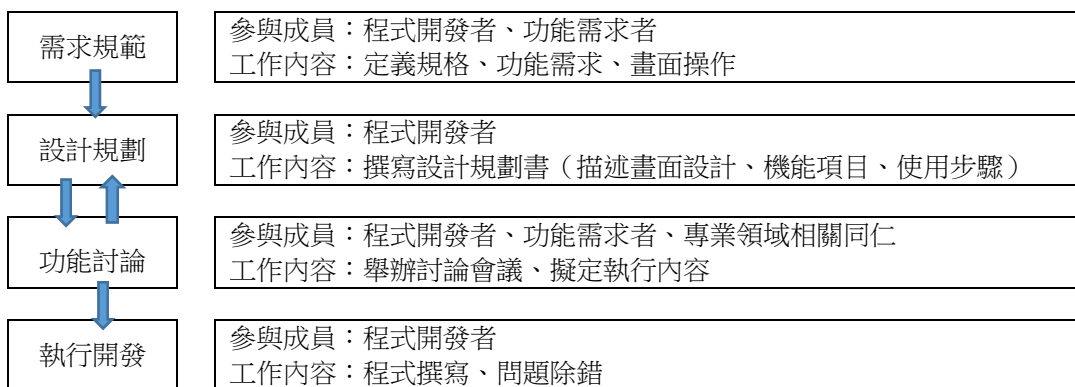 需求規範
參與成員：程式開發者、功能需求者
工作內容：定義規格、功能需求、畫面操作
設計規劃
參與成員：程式開發者
工作內容：撰寫設計規劃書（描述畫面設計、機能項目、使用步驟）
功能討論
參與成員：程式開發者、功能需求者、專業領域相關同仁
工作內容：舉辦討論會議、擬定執行內容
執行開發
參與成員：程式開發者
工作內容：程式撰寫、問題除錯